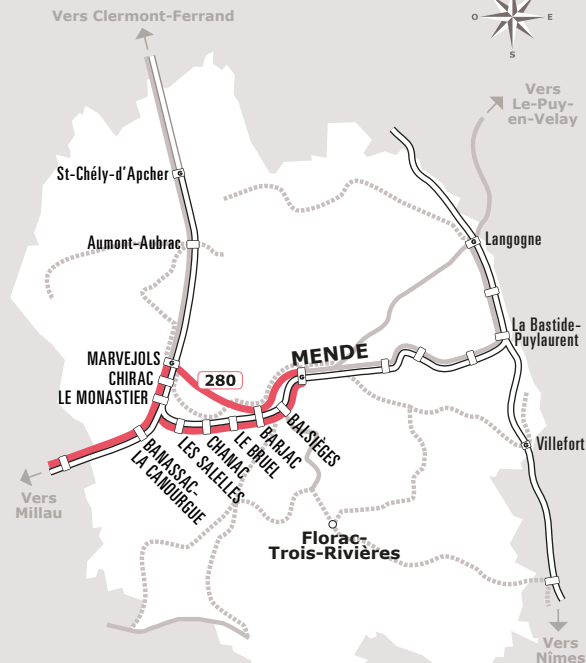 Vers Clermont-Ferrand
O
E
S
Vers
Le-Puy-
en-Velay
St-Chély-d'Apcher
Aumont-Aubrac
Langogne
La Bastide-
Puylaurent
MARVEJOLS
CHIRAC
LE MONASTIER
280
MENDE
BALSIÈGES
BARJAC
LE BRUEL
CHANAC
LES SALELLES
BANASSAC-
LA CANOURGUE
Villefort
Vers
Millau
Florac-
Trois-Rivières
Vers
Nîmes